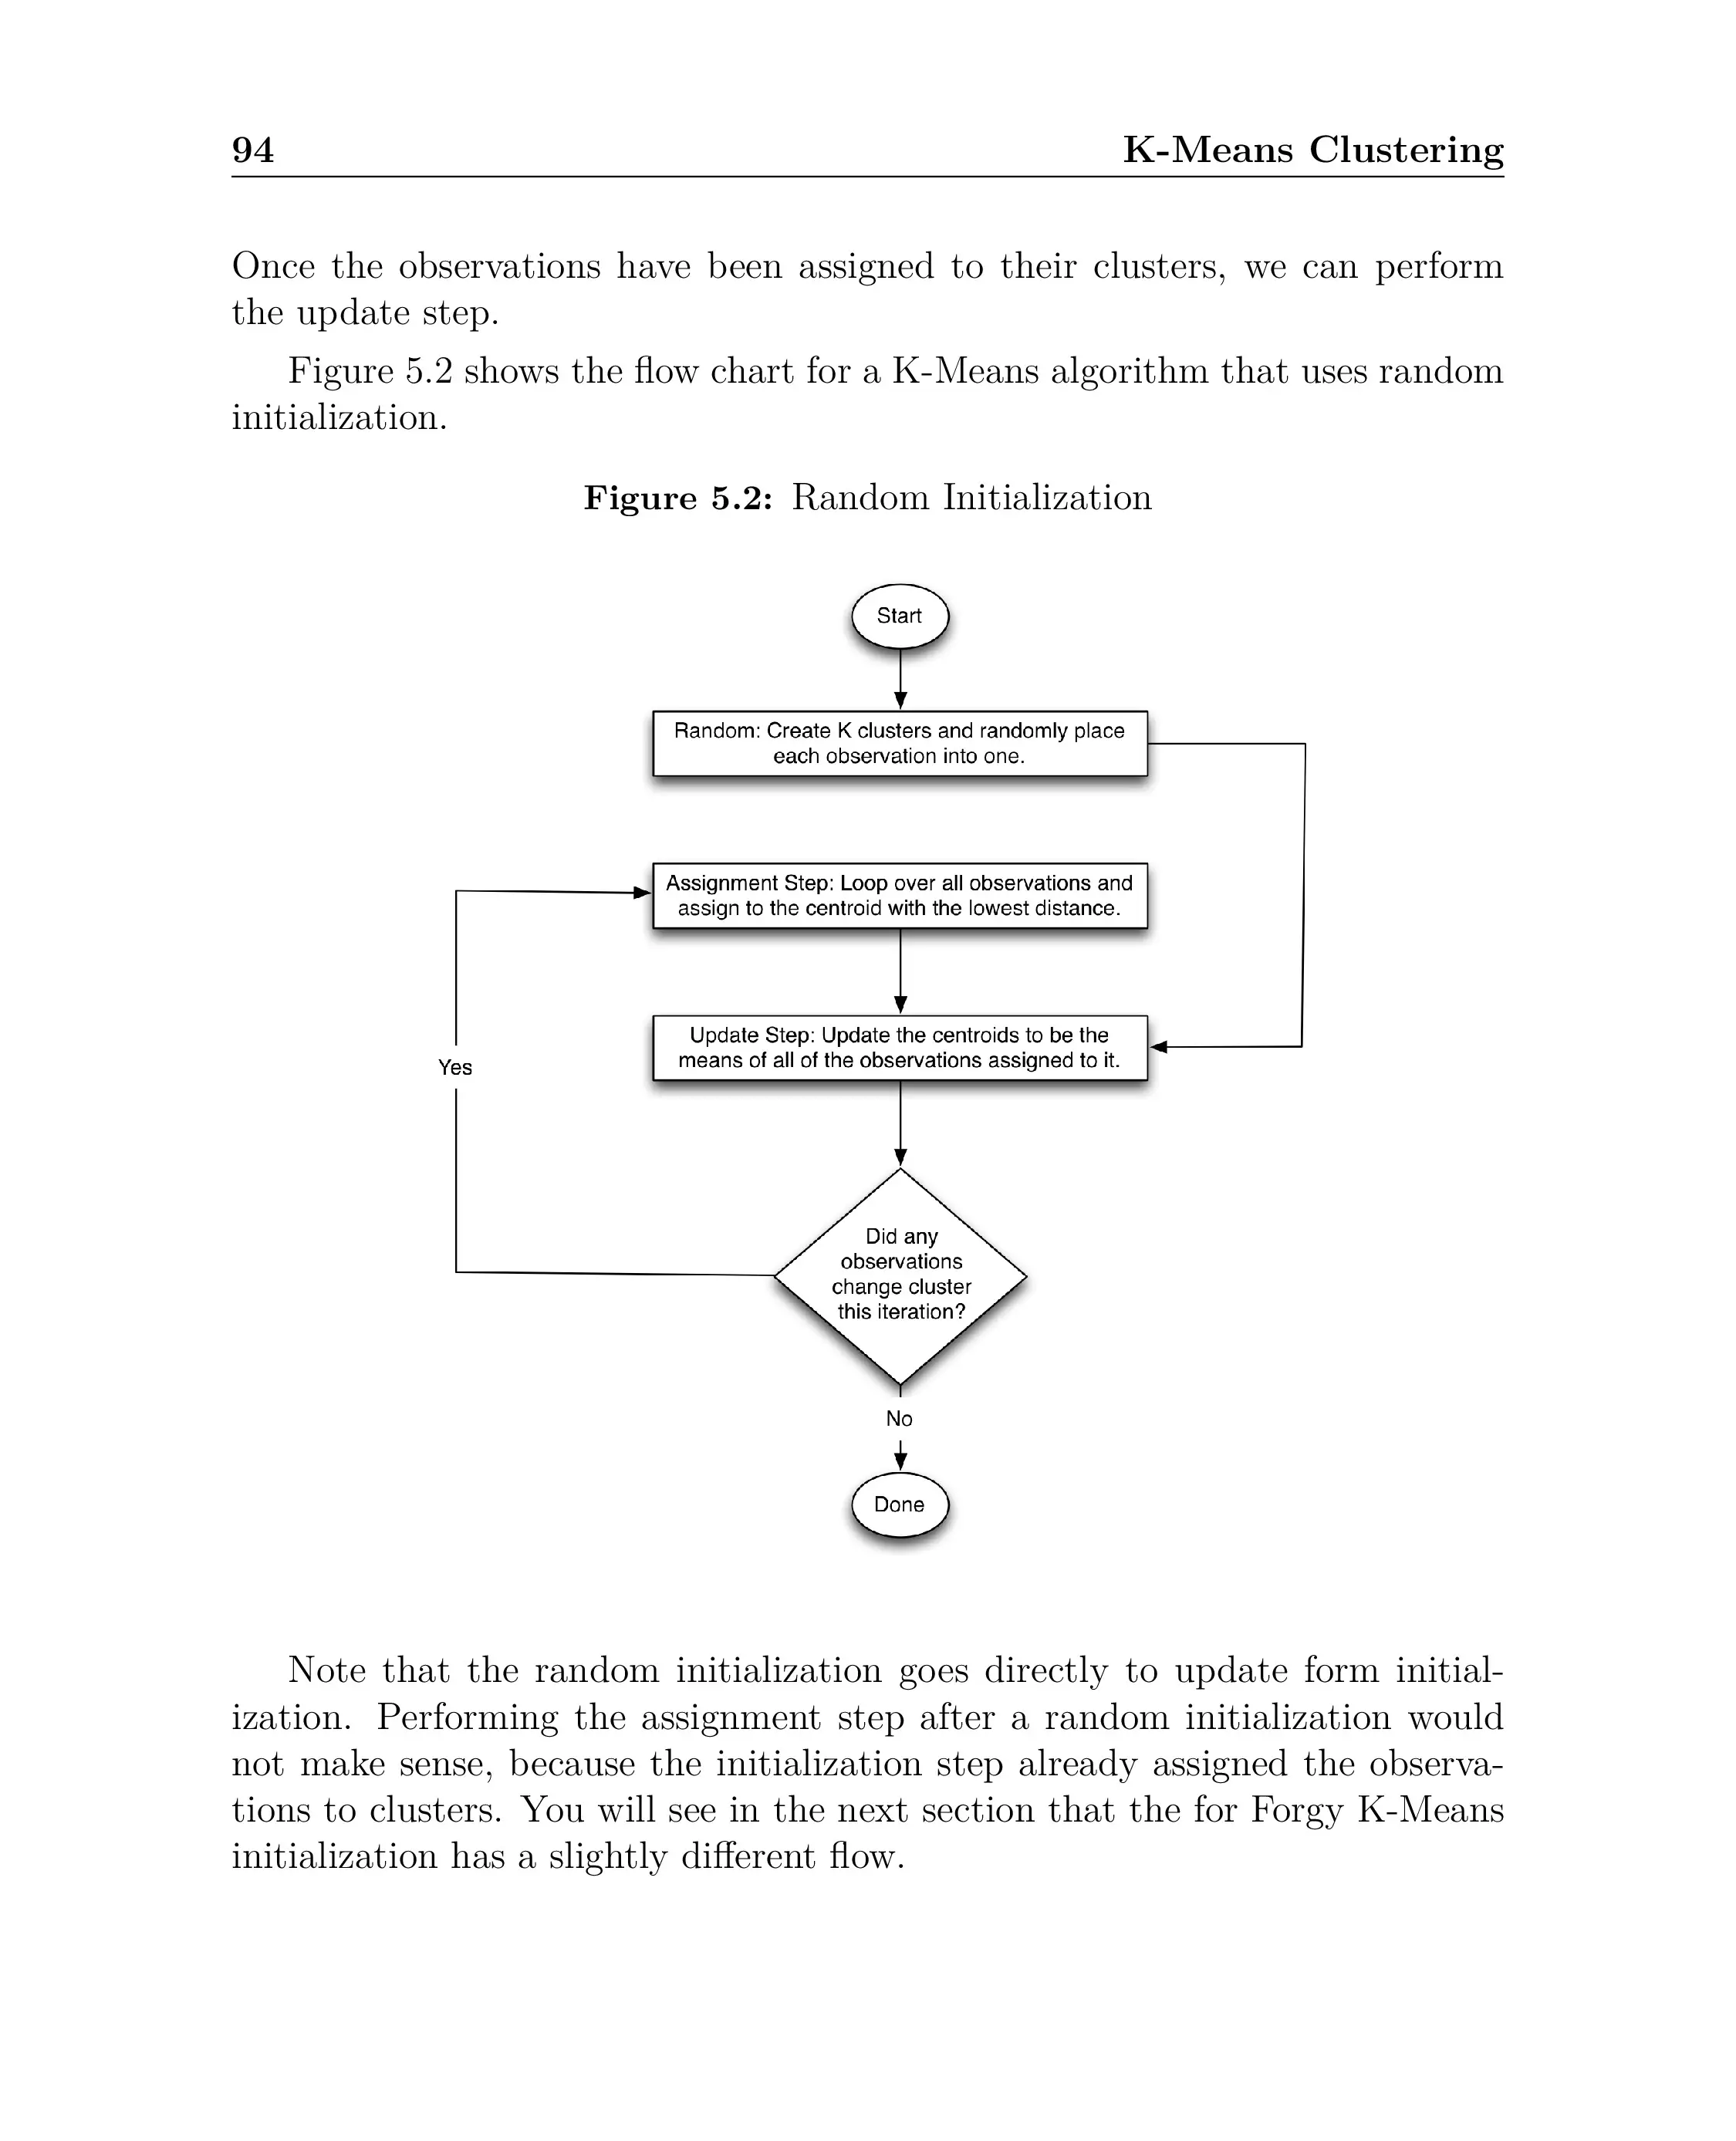 94 K-Means Clustering
Once the observations have been assigned to their clusters, we can perform
the update step.
Figure 5.2 shows the flow chart for a K-Means algorithm that uses random
initialization.
Figure 5.2: Random Initialization
Start
Random: Create K clusters and randomly place
each observation into one.
Assignment Step: Loop over all observations and
assign to the centroid with the lowest distance.
Update Step: Update the centroids to be the
means of all of the observations assigned to it.
Yes
Did any
observations
change cluster
this iteration?
No
Done
Note that the random initialization goes directly to update form initial-
ization. Performing the assignment step after a random initialization would
not make sense, because the initialization step already assigned the observa-
tions to clusters. You will see in the next section that the for Forgy K-Means
initialization has a slightly different flow.